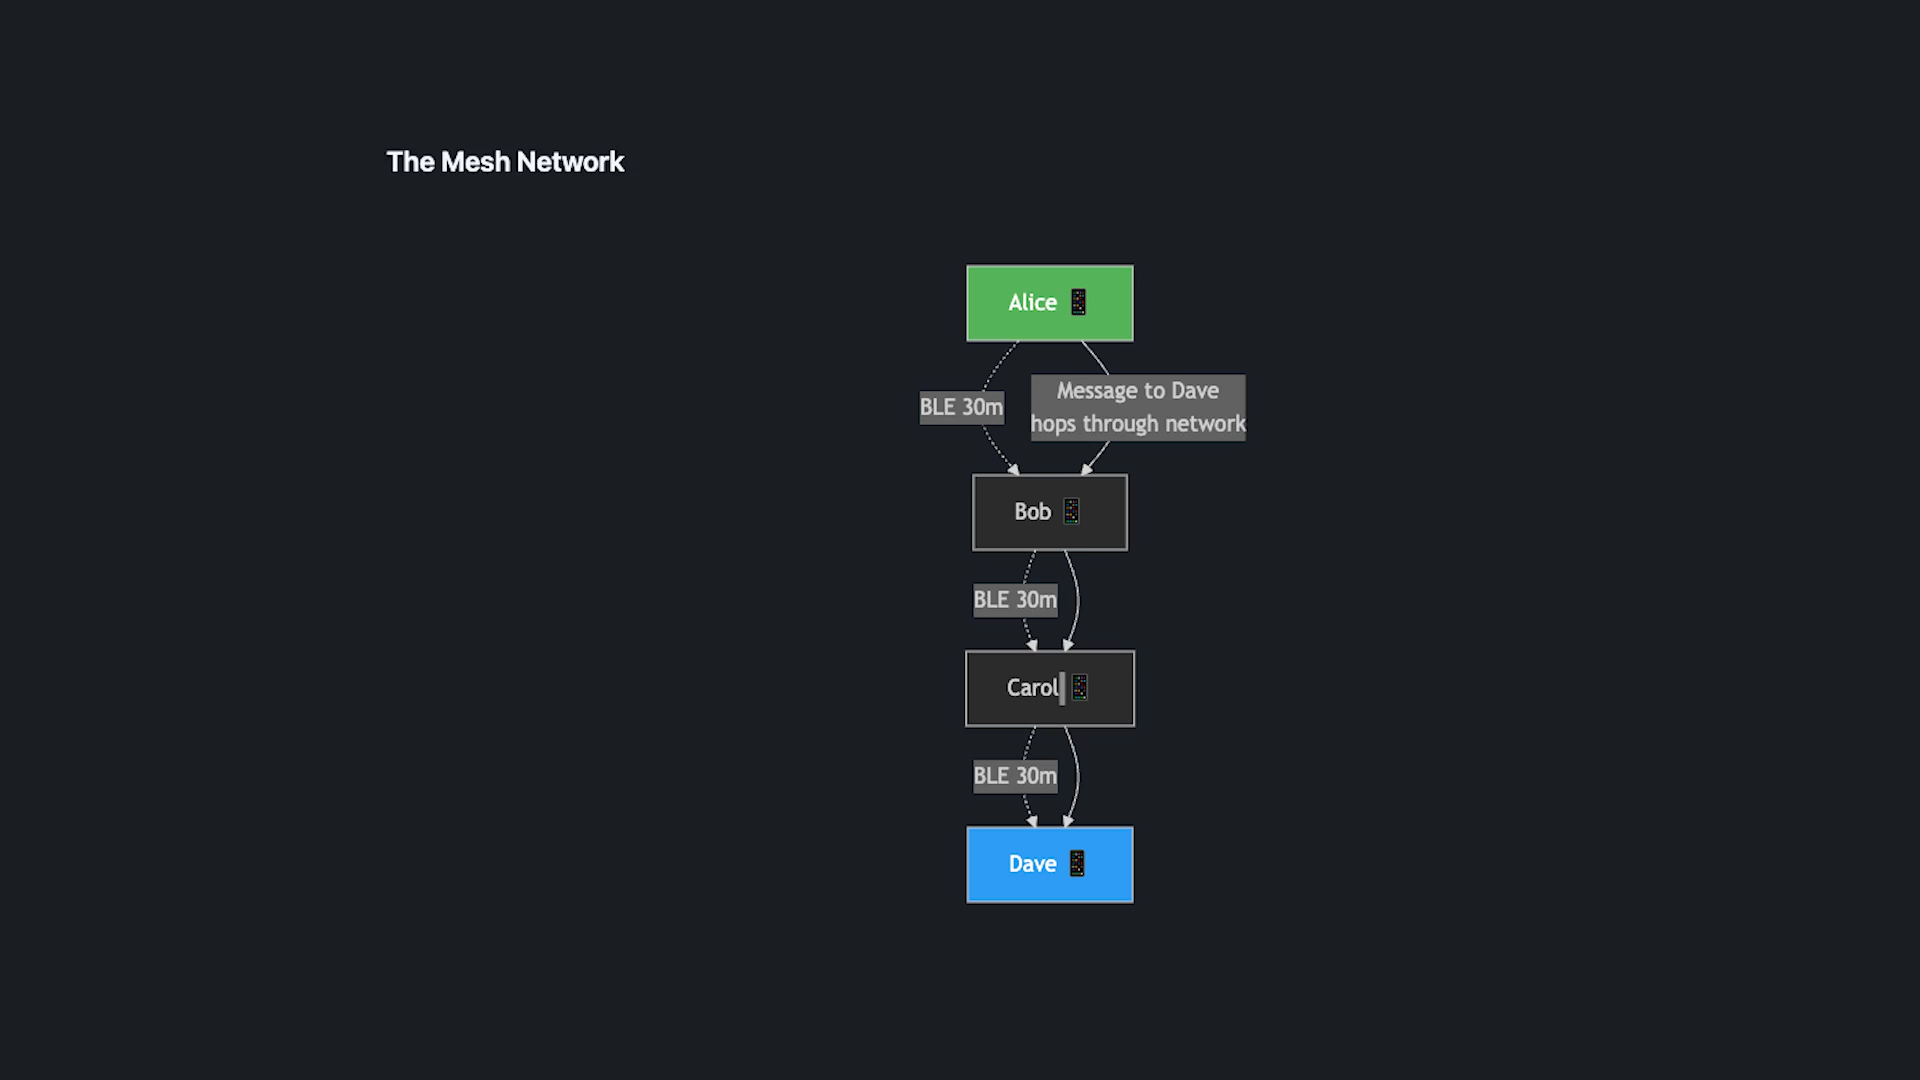 The Mesh Network
Alice 📱
BLE 30m
Message to Dave
hops through network
Bob 📱
BLE 30m
Carol 📱
BLE 30m
Dave 📱